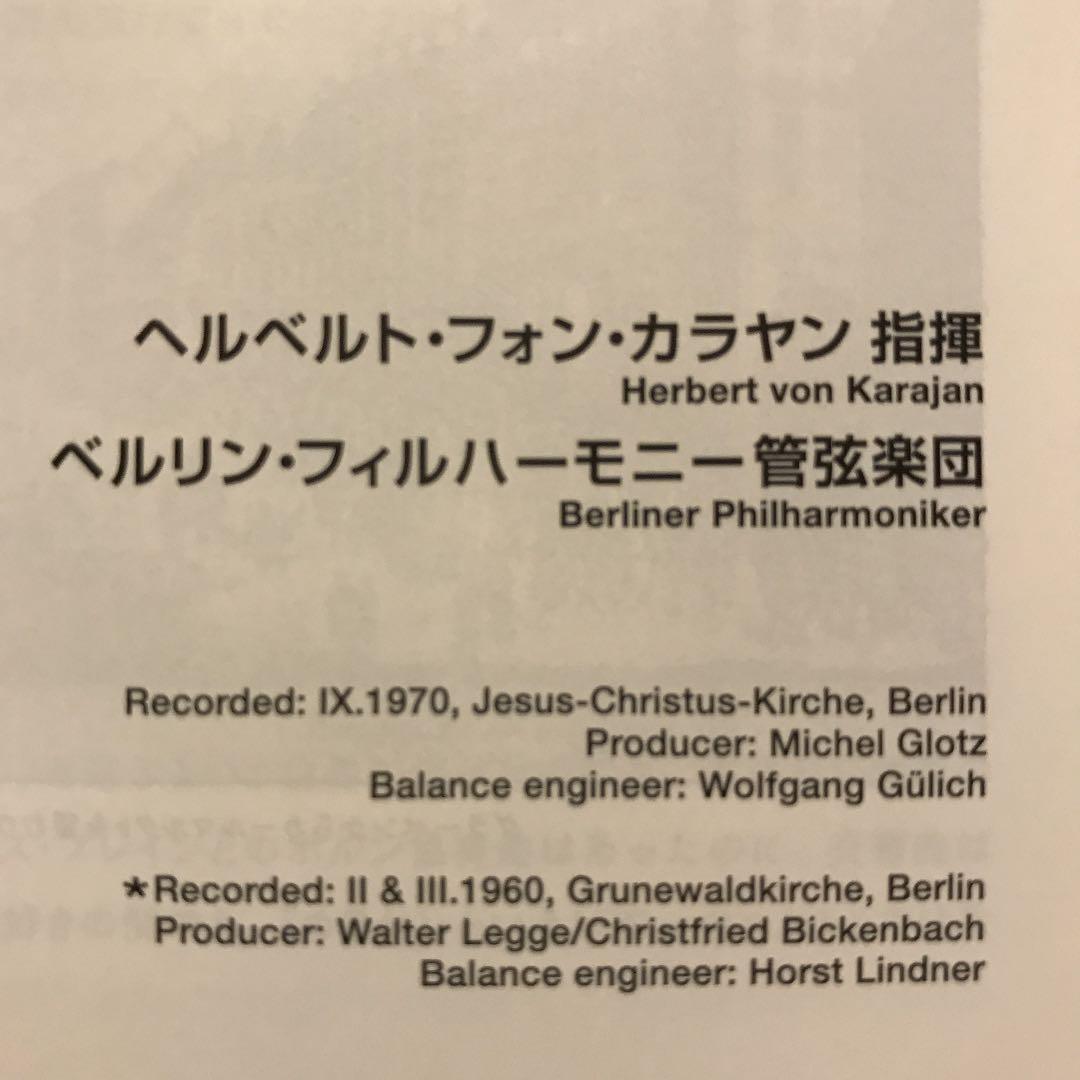 ヘルベルト・フォン・カラヤン 指揮
Herbert von Karajan
ベルリン・フィルハーモニー管弦楽団
Berliner Philharmoniker
Recorded: IX.1970, Jesus-Christus-Kirche, Berlin
Producer: Michel Glotz
Balance engineer: Wolfgang Gülich
★Recorded: II & III.1960, Grunewaldkirche, Berlin
Producer: Walter Legge/Christfried Bickenbach
Balance engineer: Horst Lindner